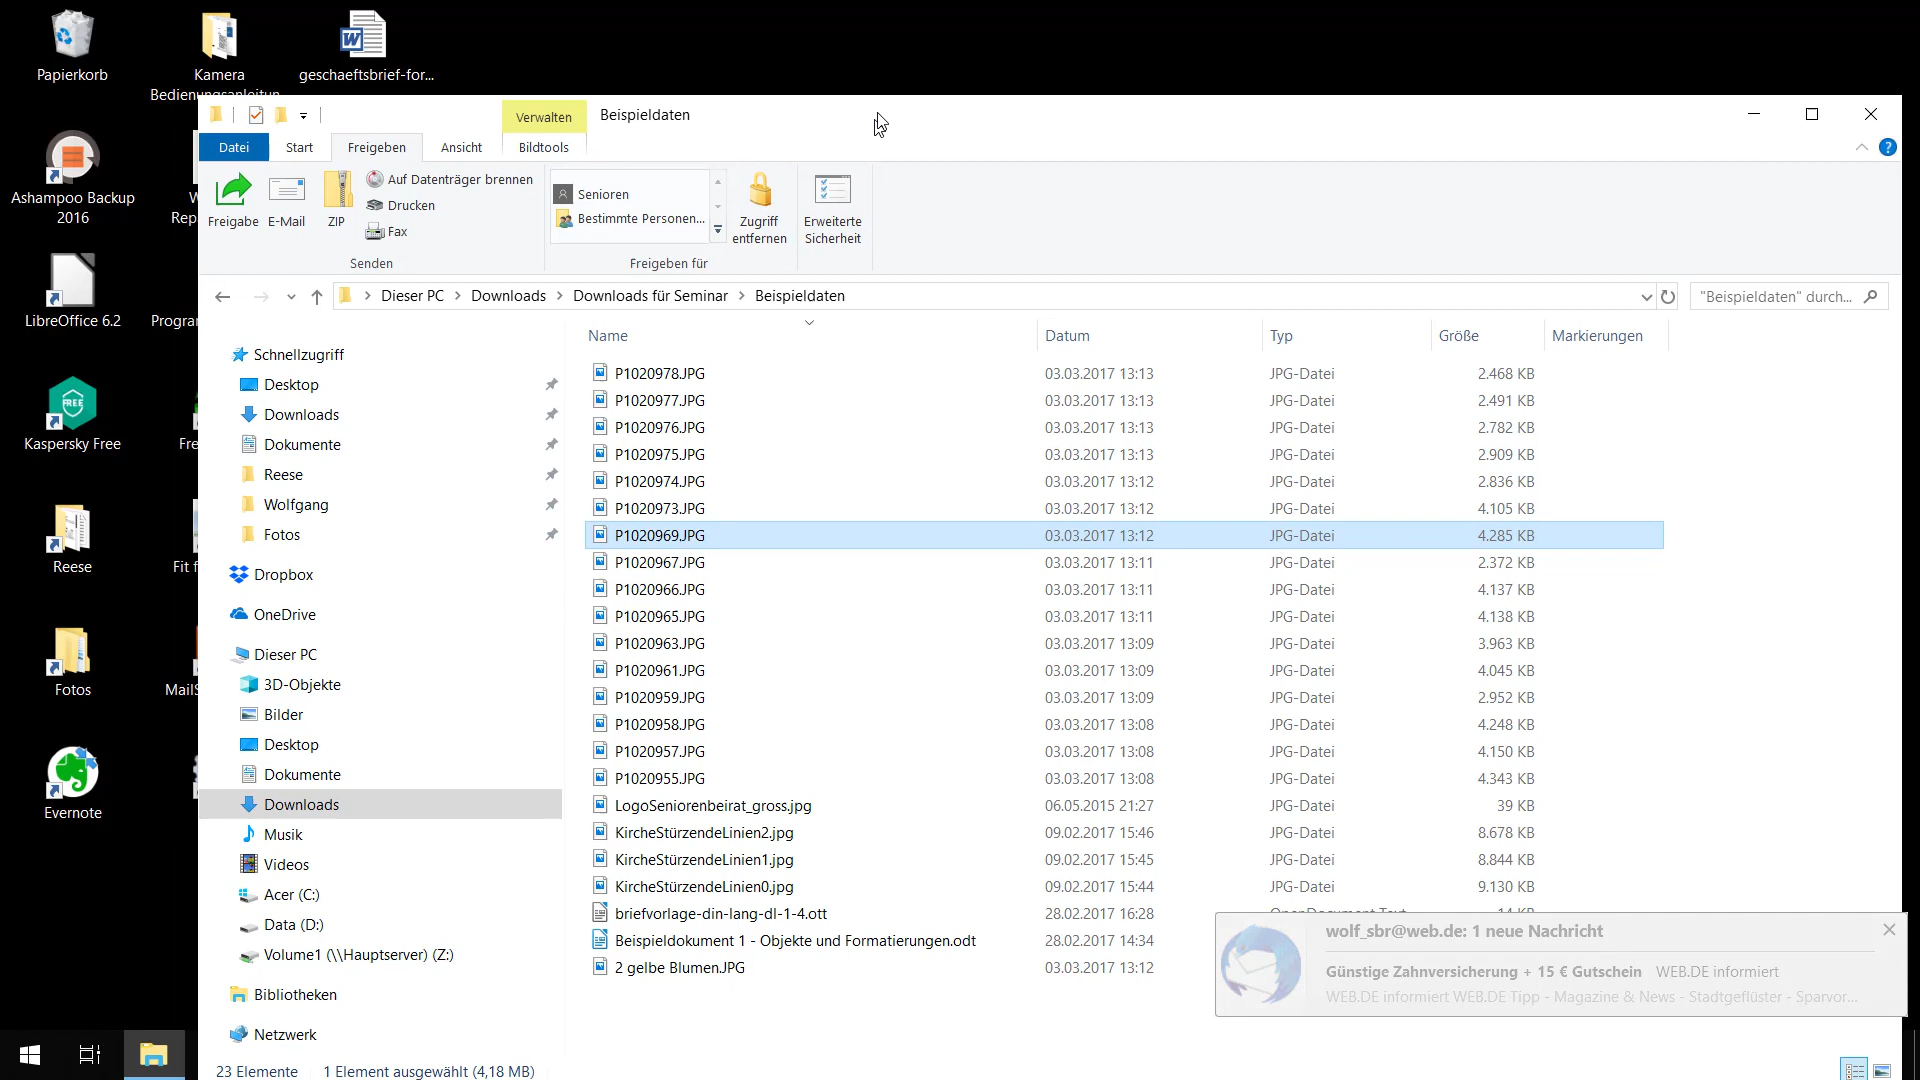 Papierkorb
Kamera
Bedienungsanleitun
geschaeftsbrief-for...
Ashampoo Backup
2016
W
Rep
LibreOffice 6.2
Progra
Kaspersky Free
Fre
Reese
Fit f
Fotos
MailS
Evernote
Verwalten
Beispieldaten
Datei
Start
Freigeben
Ansicht
Bildtools
Freigabe
E-Mail
ZIP
Auf Datenträger brennen
Drucken
Fax
Senden
Senioren
Bestimmte Personen...
Freigeben für
Zugriff
entfernen
Erweiterte
Sicherheit
Dieser PC > Downloads > Downloads für Seminar > Beispieldaten
"Beispieldaten" durch...
Schnellzugriff
Desktop
Downloads
Dokumente
Reese
Wolfgang
Fotos
Dropbox
OneDrive
Dieser PC
3D-Objekte
Bilder
Desktop
Dokumente
Downloads
Musik
Videos
Acer (C:)
Data (D:)
Volume1 (\\Hauptserver) (Z:)
Bibliotheken
Netzwerk
Name Datum Typ Größe Markierungen
P1020978.JPG 03.03.2017 13:13 JPG-Datei 2.468 KB
P1020977.JPG 03.03.2017 13:13 JPG-Datei 2.491 KB
P1020976.JPG 03.03.2017 13:13 JPG-Datei 2.782 KB
P1020975.JPG 03.03.2017 13:13 JPG-Datei 2.909 KB
P1020974.JPG 03.03.2017 13:12 JPG-Datei 2.836 KB
P1020973.JPG 03.03.2017 13:12 JPG-Datei 4.105 KB
P1020969.JPG 03.03.2017 13:12 JPG-Datei 4.285 KB
P1020967.JPG 03.03.2017 13:11 JPG-Datei 2.372 KB
P1020966.JPG 03.03.2017 13:11 JPG-Datei 4.137 KB
P1020965.JPG 03.03.2017 13:11 JPG-Datei 4.138 KB
P1020963.JPG 03.03.2017 13:09 JPG-Datei 3.963 KB
P1020961.JPG 03.03.2017 13:09 JPG-Datei 4.045 KB
P1020959.JPG 03.03.2017 13:09 JPG-Datei 2.952 KB
P1020958.JPG 03.03.2017 13:08 JPG-Datei 4.248 KB
P1020957.JPG 03.03.2017 13:08 JPG-Datei 4.150 KB
P1020955.JPG 03.03.2017 13:08 JPG-Datei 4.343 KB
LogoSeniorenbeirat_gross.jpg 06.05.2015 21:27 JPG-Datei 39 KB
KircheStürzendeLinien2.jpg 09.02.2017 15:46 JPG-Datei 8.678 KB
KircheStürzendeLinien1.jpg 09.02.2017 15:45 JPG-Datei 8.844 KB
KircheStürzendeLinien0.jpg 09.02.2017 15:44 JPG-Datei 9.130 KB
briefvorlage-din-lang-dl-1-4.ott 28.02.2017 16:28 OpenDocument Text 14 KB
Beispieldokument 1 - Objekte und Formatierungen.odt 28.02.2017 14:34
2 gelbe Blumen.JPG 03.03.2017 13:12
wolf_sbr@web.de: 1 neue Nachricht
Günstige Zahnversicherung + 15 € Gutschein WEB.DE informiert
WEB.DE informiert WEB.DE Tipp - Magazine & News - Stadtgeflüster - Sparvor...
23 Elemente 1 Element ausgewählt (4,18 MB)